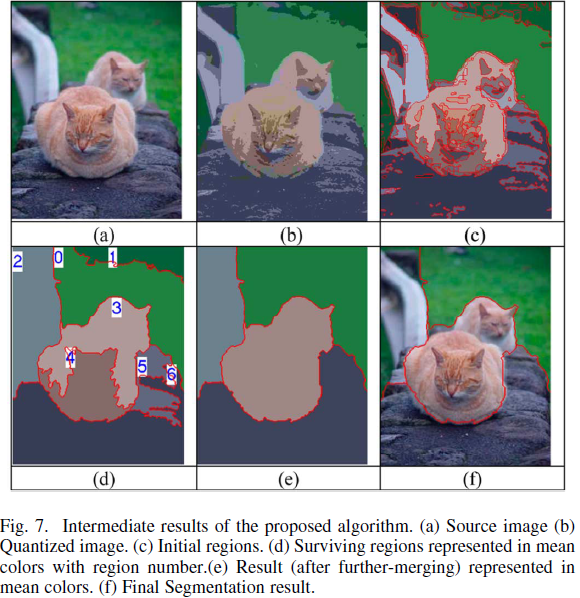 (a)
(b)
(c)
2
0
1
3
4
5
6
(d)
(e)
(f)
Fig. 7. Intermediate results of the proposed algorithm. (a) Source image (b)
Quantized image. (c) Initial regions. (d) Surviving regions represented in mean
colors with region number.(e) Result (after further-merging) represented in
mean colors. (f) Final Segmentation result.